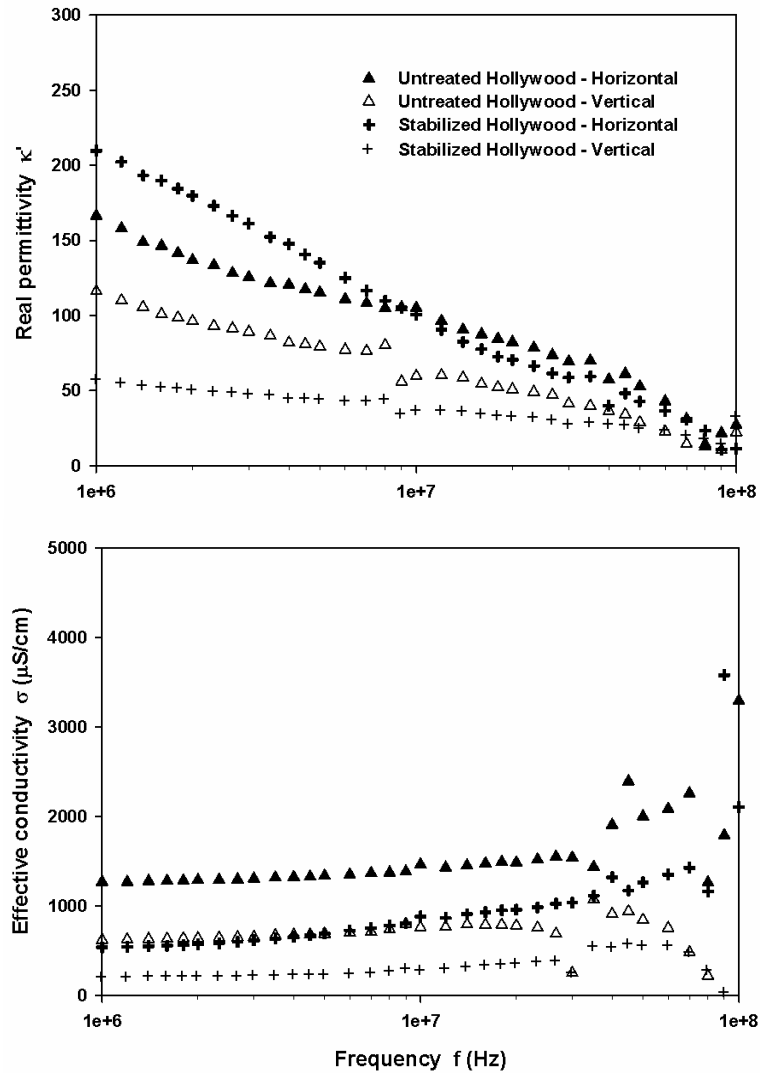 300
250
200
150
100
50
0
Real permittivity κ'
▲ Untreated Hollywood - Horizontal
△ Untreated Hollywood - Vertical
✚ Stabilized Hollywood - Horizontal
+ Stabilized Hollywood - Vertical
1e+6 1e+7 1e+8
5000
4000
3000
2000
1000
0
Effective conductivity σ (μS/cm)
1e+6 1e+7 1e+8
Frequency f (Hz)